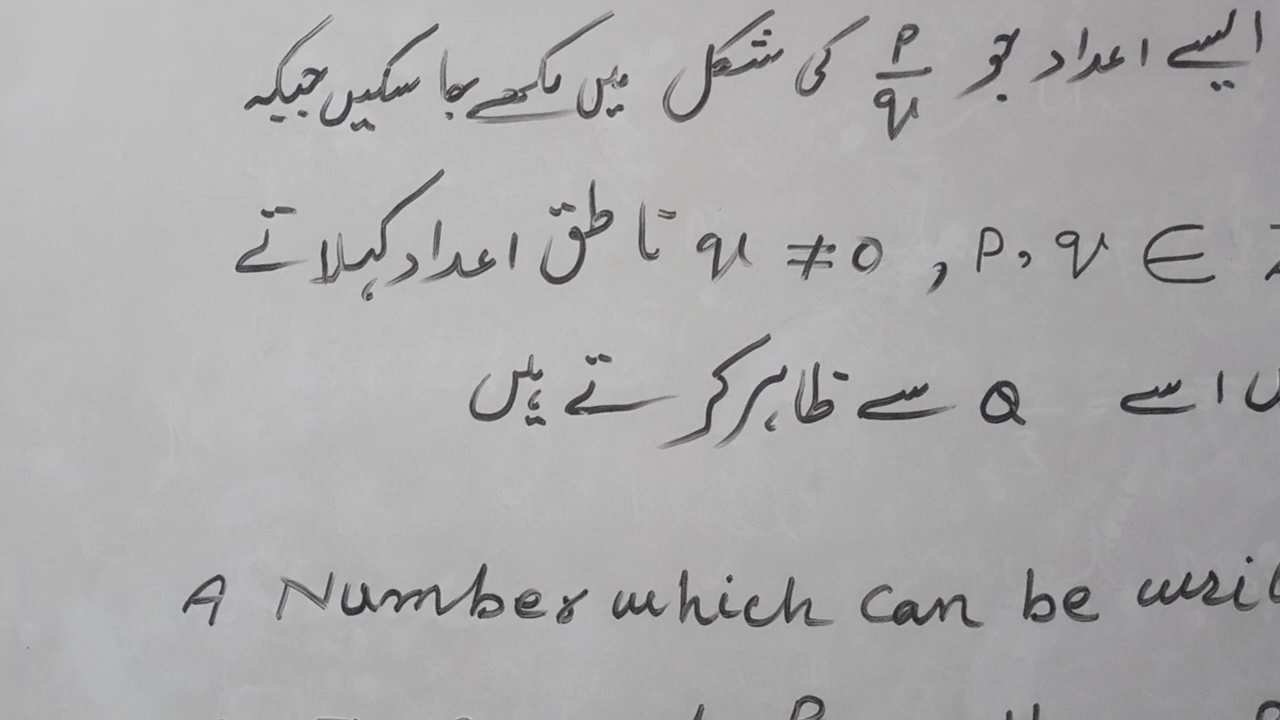 ایسے اعداد جو p/q کی شکل میں لکھے جا سکیں جبکہ
q ≠ 0 , p, q ∈ ناطق اعداد کہلاتے
اسے Q سے ظاہر کرتے ہیں
A Number which can be